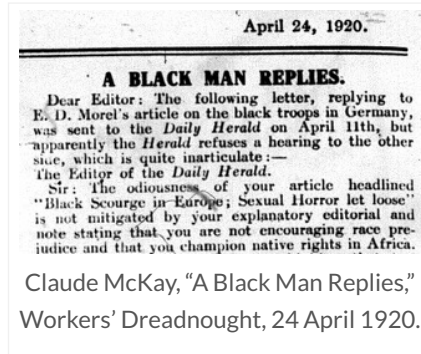 April 24, 1920.
A BLACK MAN REPLIES.
Dear Editor: The following letter, replying to
E. D. Morel's article on the black troops in Germany,
was sent to the Daily Herald on April 11th, but
apparently the Herald refuses a hearing to the other
side, which is quite inarticulate:—
The Editor of the Daily Herald.
Sir: The odiousness of your article headlined
"Black Scourge in Europe; Sexual Horror let loose"
is not mitigated by your explanatory editorial and
note stating that you are not encouraging race pre-
judice and that you champion native rights in Africa.
Claude McKay, “A Black Man Replies,”
Workers’ Dreadnought, 24 April 1920.